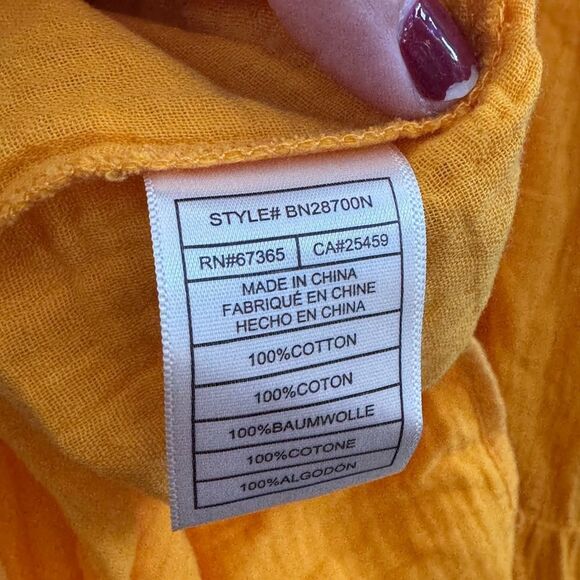 STYLE# BN28700N
RN#67365 CA#25459
MADE IN CHINA
FABRIQUÉ EN CHINE
HECHO EN CHINA
100%COTTON
100%COTON
100%BAUMWOLLE
100%COTONE
100%ALGODÓN